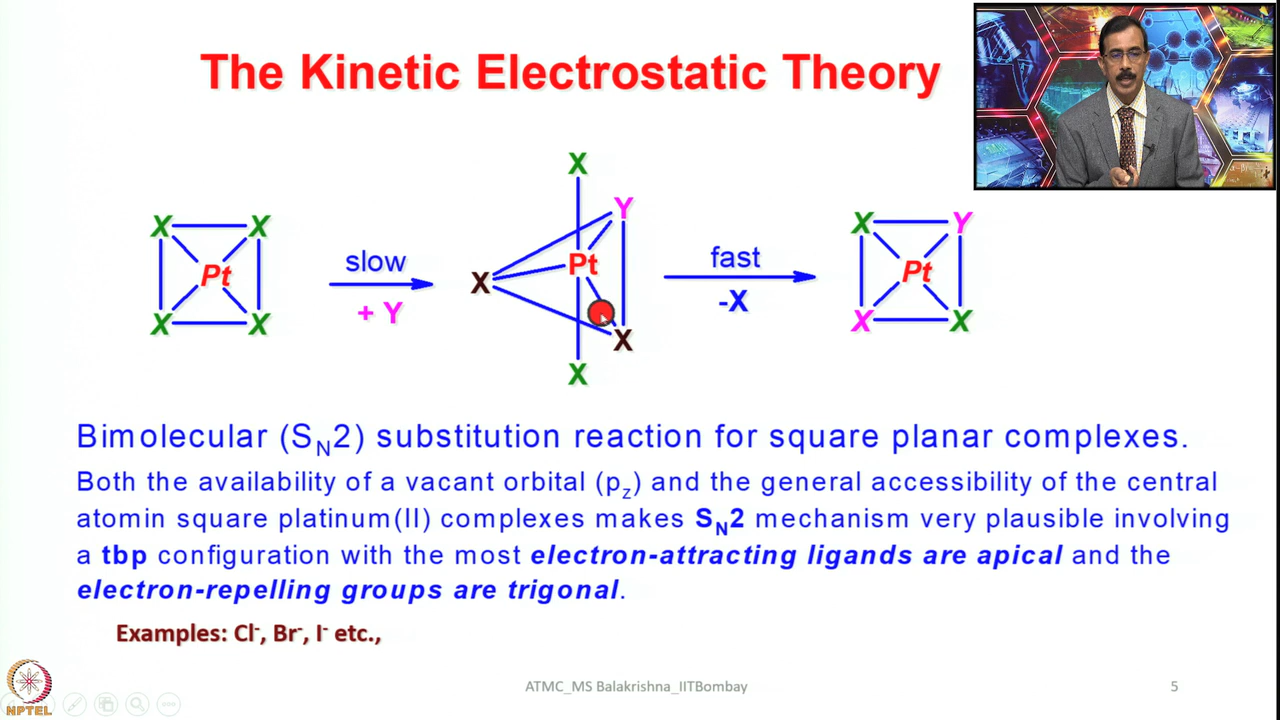 The Kinetic Electrostatic Theory
X X
Pt
X X
slow
+ Y
X
Y
Pt
X
X
X
fast
-X
X Y
Pt
X X
Bimolecular (SN2) substitution reaction for square planar complexes.
Both the availability of a vacant orbital (pz) and the general accessibility of the central
atomin square platinum(II) complexes makes SN2 mechanism very plausible involving
a tbp configuration with the most electron-attracting ligands are apical and the
electron-repelling groups are trigonal.
Examples: Cl-, Br-, I- etc.,
NPTEL
ATMC_MS Balakrishna_IITBombay
5